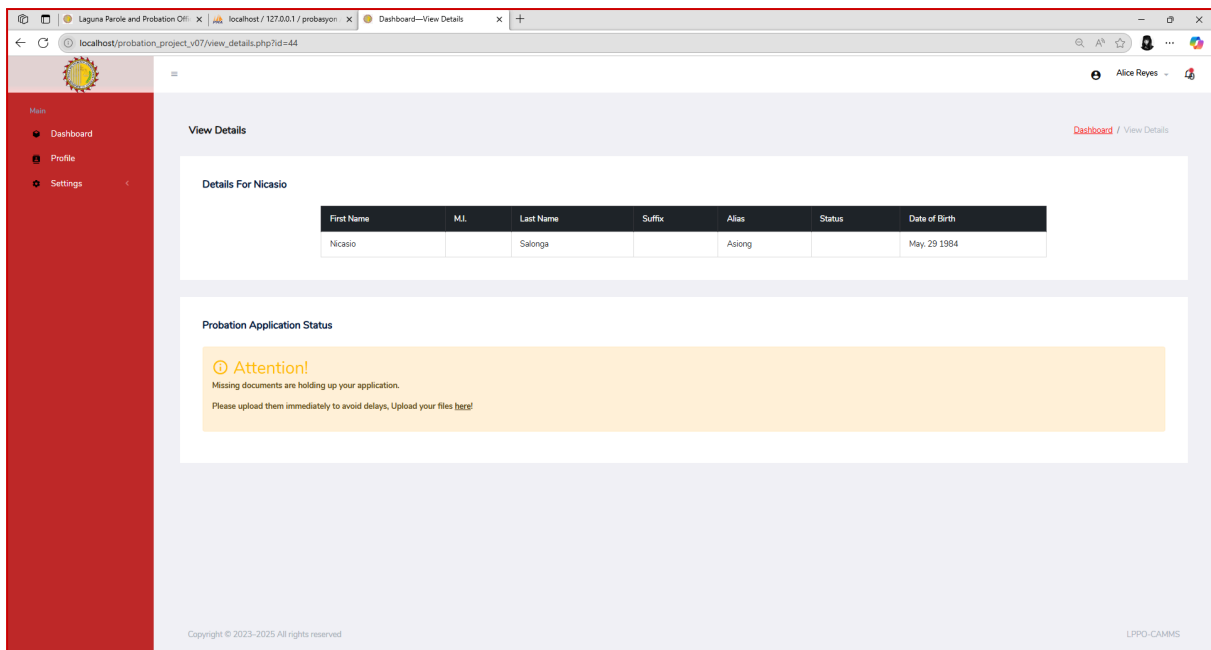 Laguna Parole and Probation Offi
localhost / 127.0.0.1 / probasyon
Dashboard—View Details
localhost/probation_project_v07/view_details.php?id=44
Alice Reyes
Main
Dashboard
Profile
Settings
View Details
Dashboard / View Details
Details For Nicasio
First Name M.I. Last Name Suffix Alias Status Date of Birth
Nicasio Salonga Asiong May. 29 1984
Probation Application Status
Attention!
Missing documents are holding up your application.
Please upload them immediately to avoid delays, Upload your files here!
Copyright © 2023–2025 All rights reserved
LPPO-CAMMS